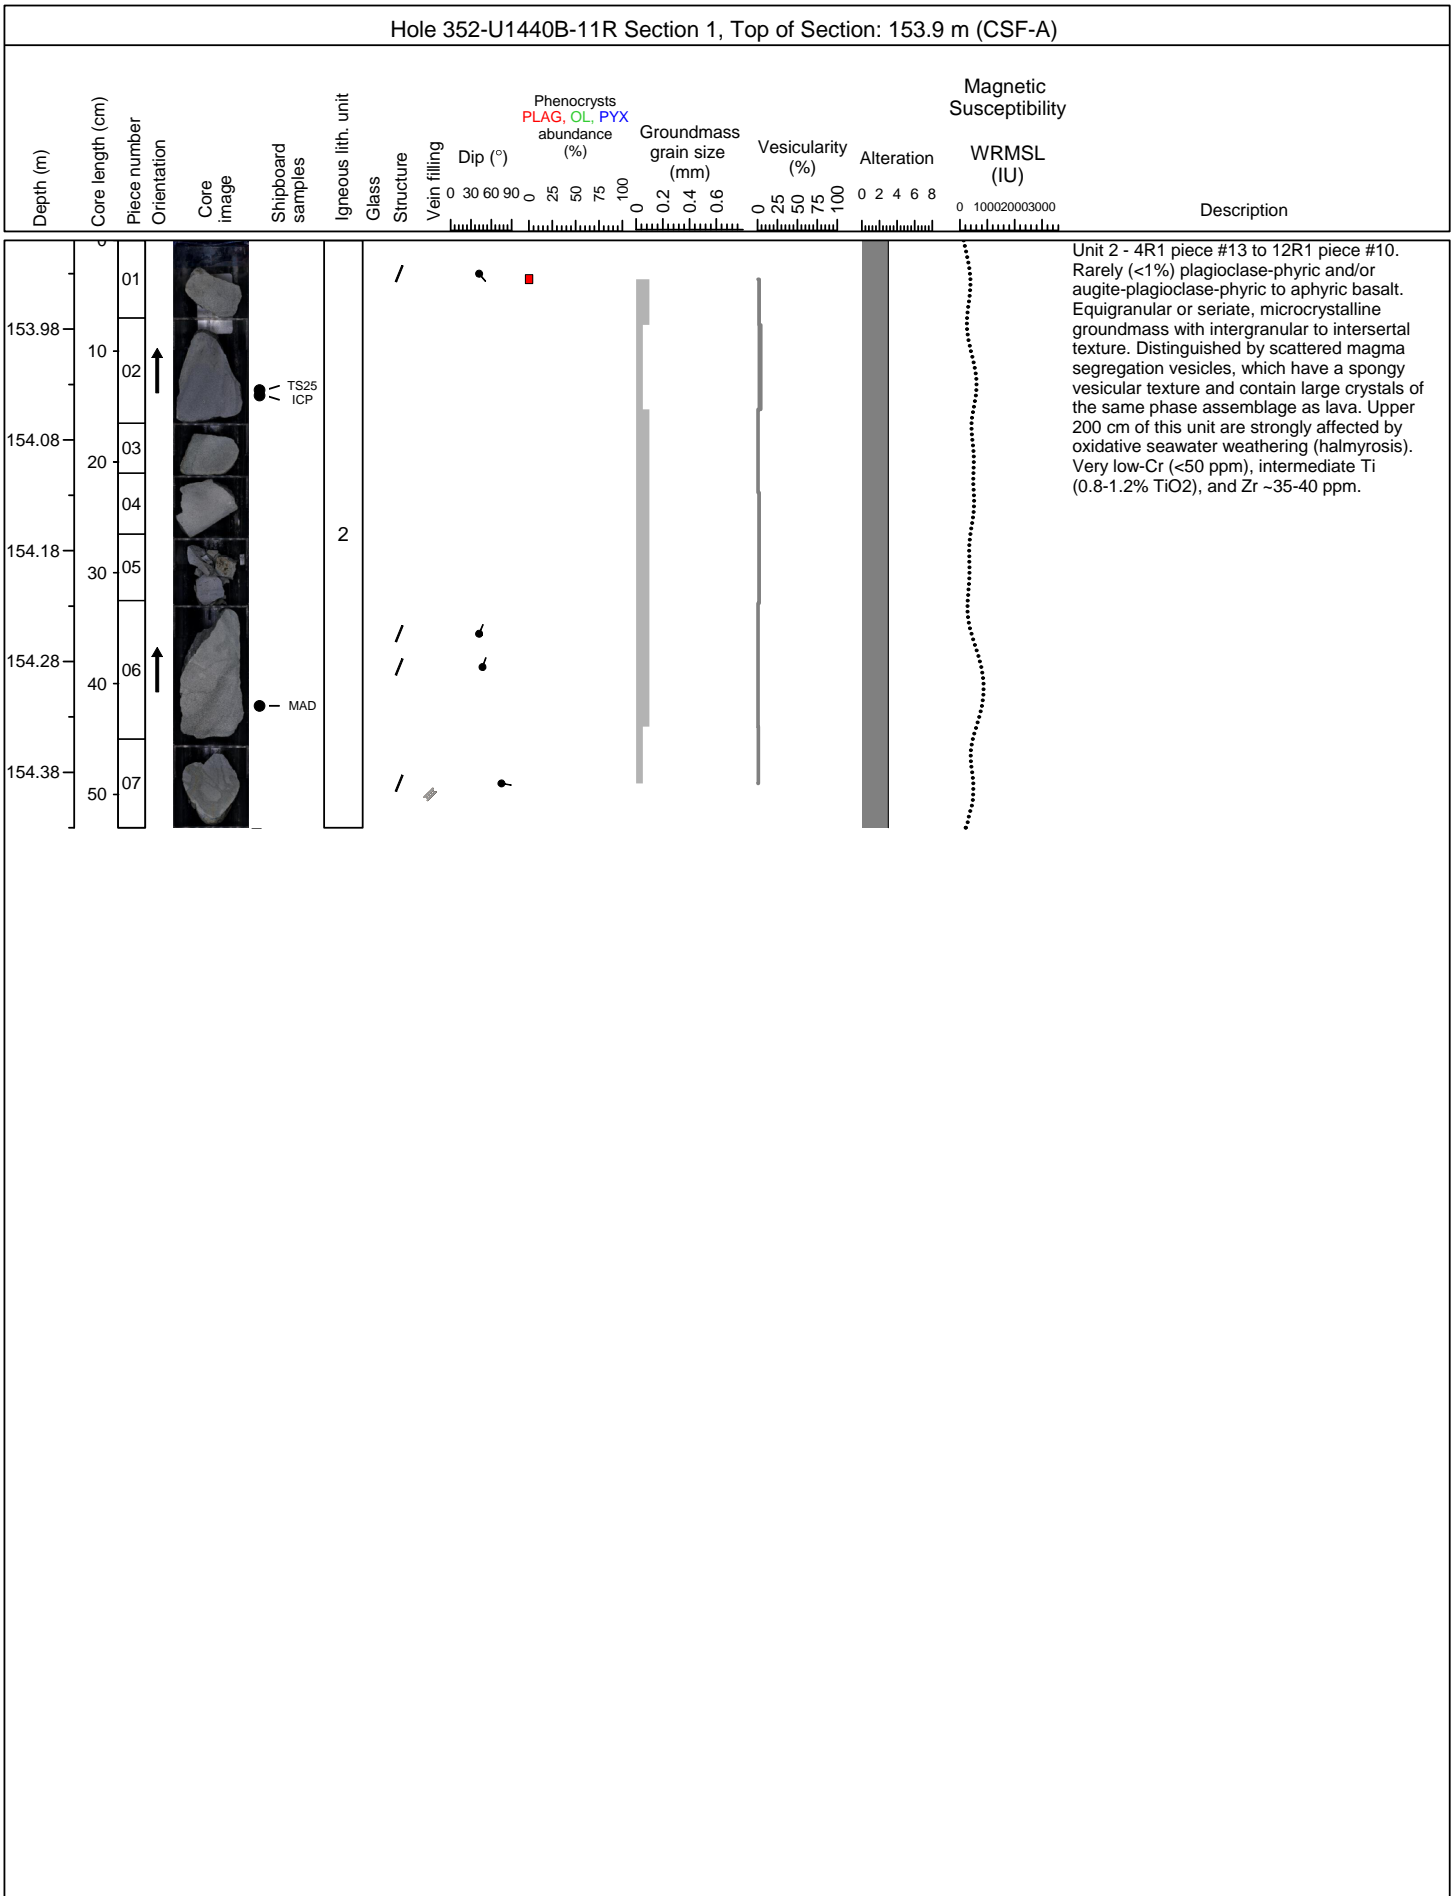 Hole 352-U1440B-11R Section 1, Top of Section: 153.9 m (CSF-A)
Depth (m)
Core length (cm)
Piece number
Orientation
Core
image
Shipboard
samples
Igneous lith. unit
Glass
Structure
Vein filling
Dip (°)
0 30 60 90
Phenocrysts
PLAG, OL, PYX
abundance
(%)
0 25 50 75 100
Groundmass
grain size
(mm)
0 0.2 0.4 0.6
Vesicularity
(%)
0 25 50 75 100
Alteration
0 2 4 6 8
Magnetic
Susceptibility
WRMSL
(IU)
0 100020003000
Description
153.98
154.08
154.18
154.28
154.38
0
10
20
30
40
50
01
02
03
04
05
06
07
TS25
ICP
MAD
2
Unit 2 - 4R1 piece #13 to 12R1 piece #10.
Rarely (<1%) plagioclase-phyric and/or
augite-plagioclase-phyric to aphyric basalt.
Equigranular or seriate, microcrystalline
groundmass with intergranular to intersertal
texture. Distinguished by scattered magma
segregation vesicles, which have a spongy
vesicular texture and contain large crystals of
the same phase assemblage as lava. Upper
200 cm of this unit are strongly affected by
oxidative seawater weathering (halmyrosis).
Very low-Cr (<50 ppm), intermediate Ti
(0.8-1.2% TiO2), and Zr ~35-40 ppm.